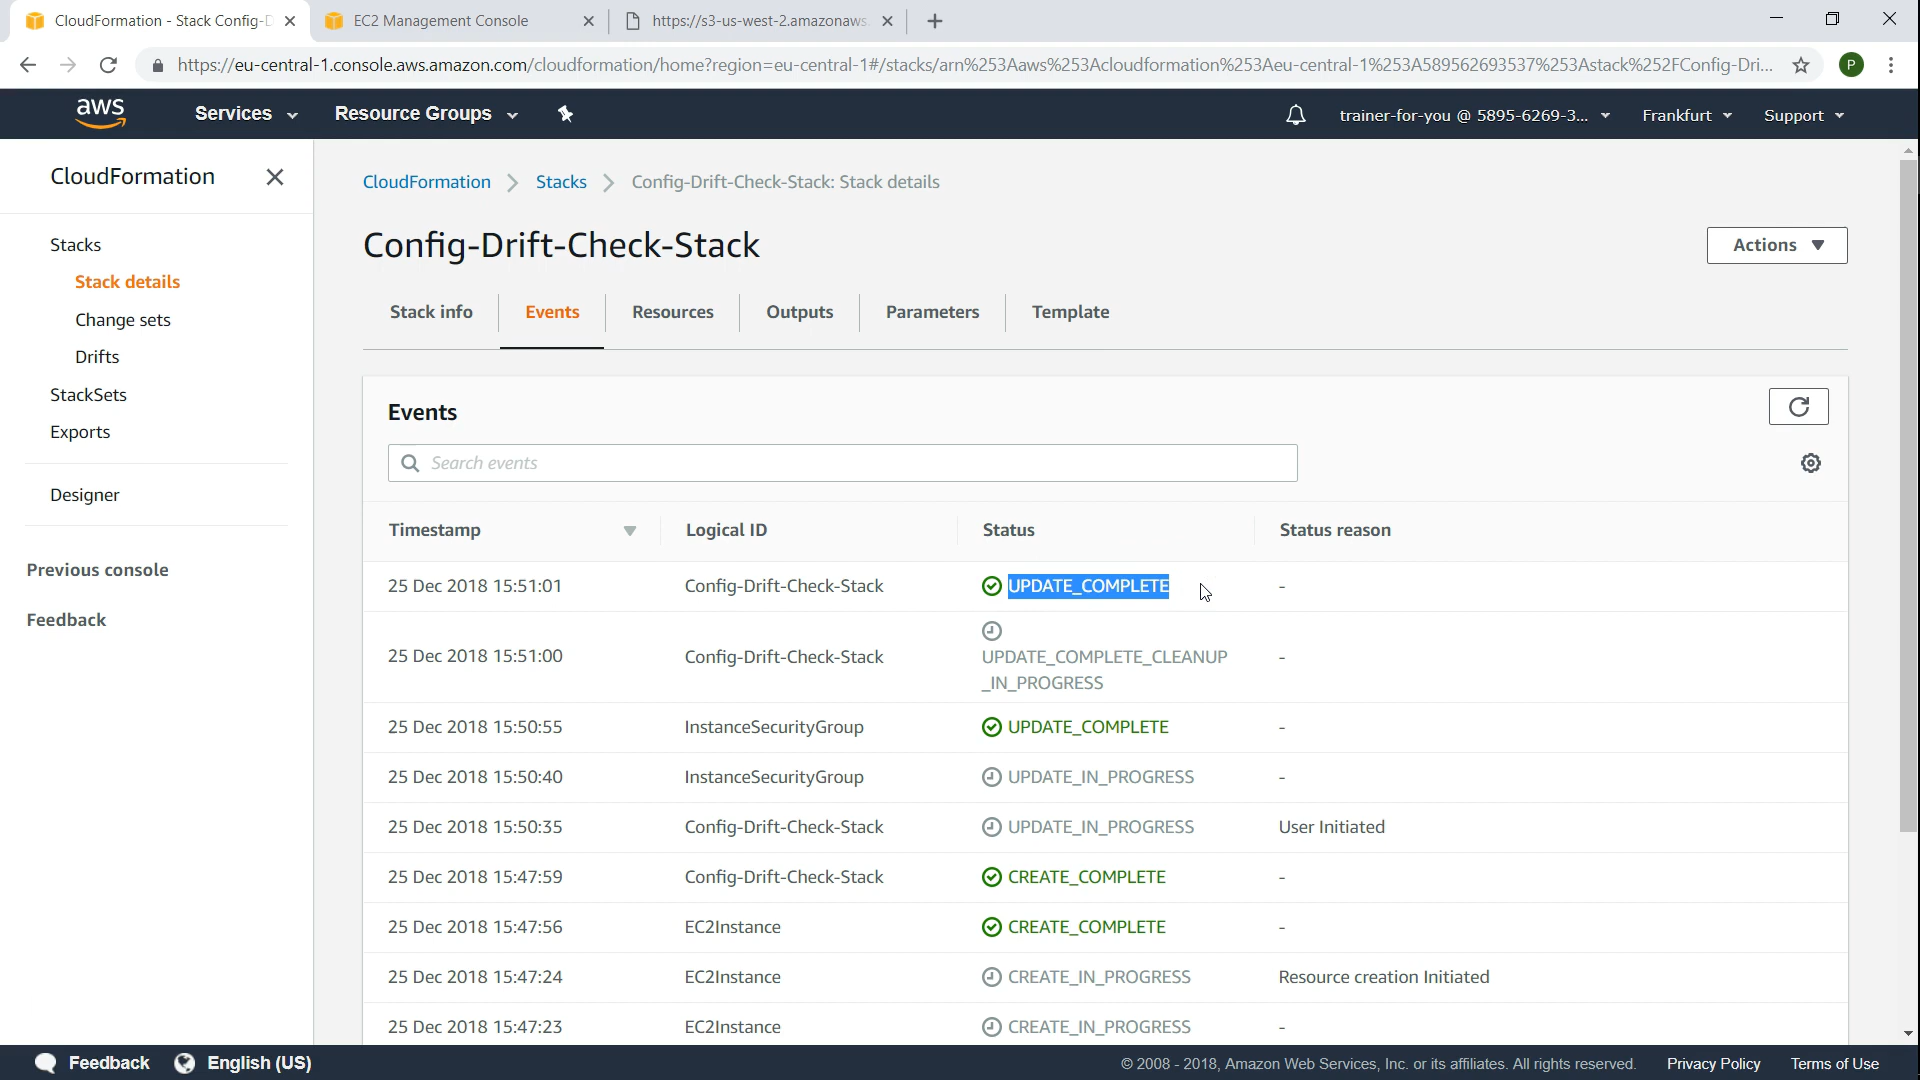 CloudFormation - Stack Config-D
EC2 Management Console
https://s3-us-west-2.amazonaws
https://eu-central-1.console.aws.amazon.com/cloudformation/home?region=eu-central-1#/stacks/arn%253Aaws%253Acloudformation%253Aeu-central-1%253A589562693537%253Astack%252FConfig-Dri...
P
aws
Services
Resource Groups
trainer-for-you @ 5895-6269-3...
Frankfurt
Support
CloudFormation
Stacks
Stack details
Change sets
Drifts
StackSets
Exports
Designer
Previous console
Feedback
CloudFormation
Stacks
Config-Drift-Check-Stack: Stack details
Config-Drift-Check-Stack
Actions
Stack info
Events
Resources
Outputs
Parameters
Template
Events
Search events
Timestamp Logical ID Status Status reason
25 Dec 2018 15:51:01 Config-Drift-Check-Stack UPDATE_COMPLETE -
25 Dec 2018 15:51:00 Config-Drift-Check-Stack UPDATE_COMPLETE_CLEANUP -
_IN_PROGRESS
25 Dec 2018 15:50:55 InstanceSecurityGroup UPDATE_COMPLETE -
25 Dec 2018 15:50:40 InstanceSecurityGroup UPDATE_IN_PROGRESS -
25 Dec 2018 15:50:35 Config-Drift-Check-Stack UPDATE_IN_PROGRESS User Initiated
25 Dec 2018 15:47:59 Config-Drift-Check-Stack CREATE_COMPLETE -
25 Dec 2018 15:47:56 EC2Instance CREATE_COMPLETE -
25 Dec 2018 15:47:24 EC2Instance CREATE_IN_PROGRESS Resource creation Initiated
25 Dec 2018 15:47:23 EC2Instance CREATE_IN_PROGRESS -
Feedback
English (US)
© 2008 - 2018, Amazon Web Services, Inc. or its affiliates. All rights reserved.
Privacy Policy
Terms of Use